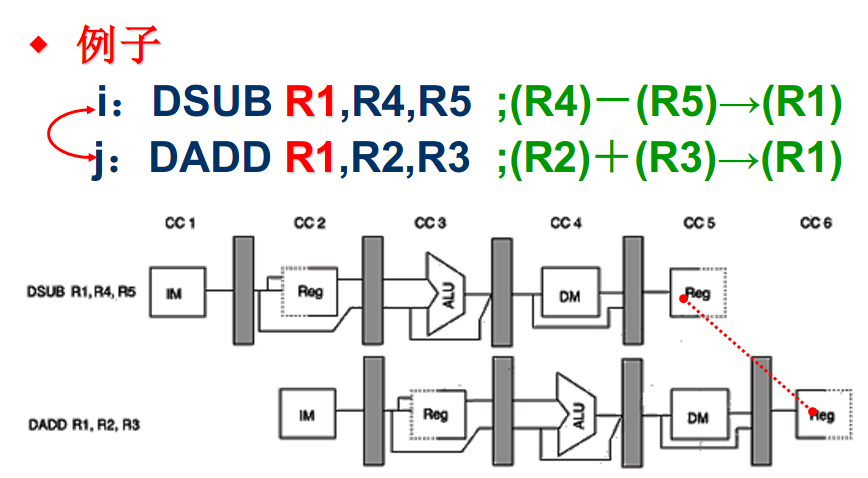 ◆ 例子
i：DSUB R1,R4,R5 ;(R4)－(R5)→(R1)
j：DADD R1,R2,R3 ;(R2)＋(R3)→(R1)
CC 1 CC 2 CC 3 CC 4 CC 5 CC 6
DSUB R1, R4, R5 IM Reg ALU DM Reg
DADD R1, R2, R3 IM Reg ALU DM Reg